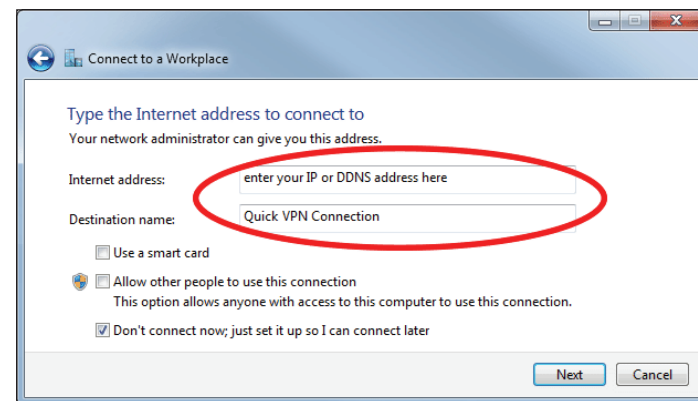 Connect to a Workplace
Type the Internet address to connect to
Your network administrator can give you this address.
Internet address: enter your IP or DDNS address here
Destination name: Quick VPN Connection
Use a smart card
Allow other people to use this connection
This option allows anyone with access to this computer to use this connection.
Don't connect now; just set it up so I can connect later
Next Cancel